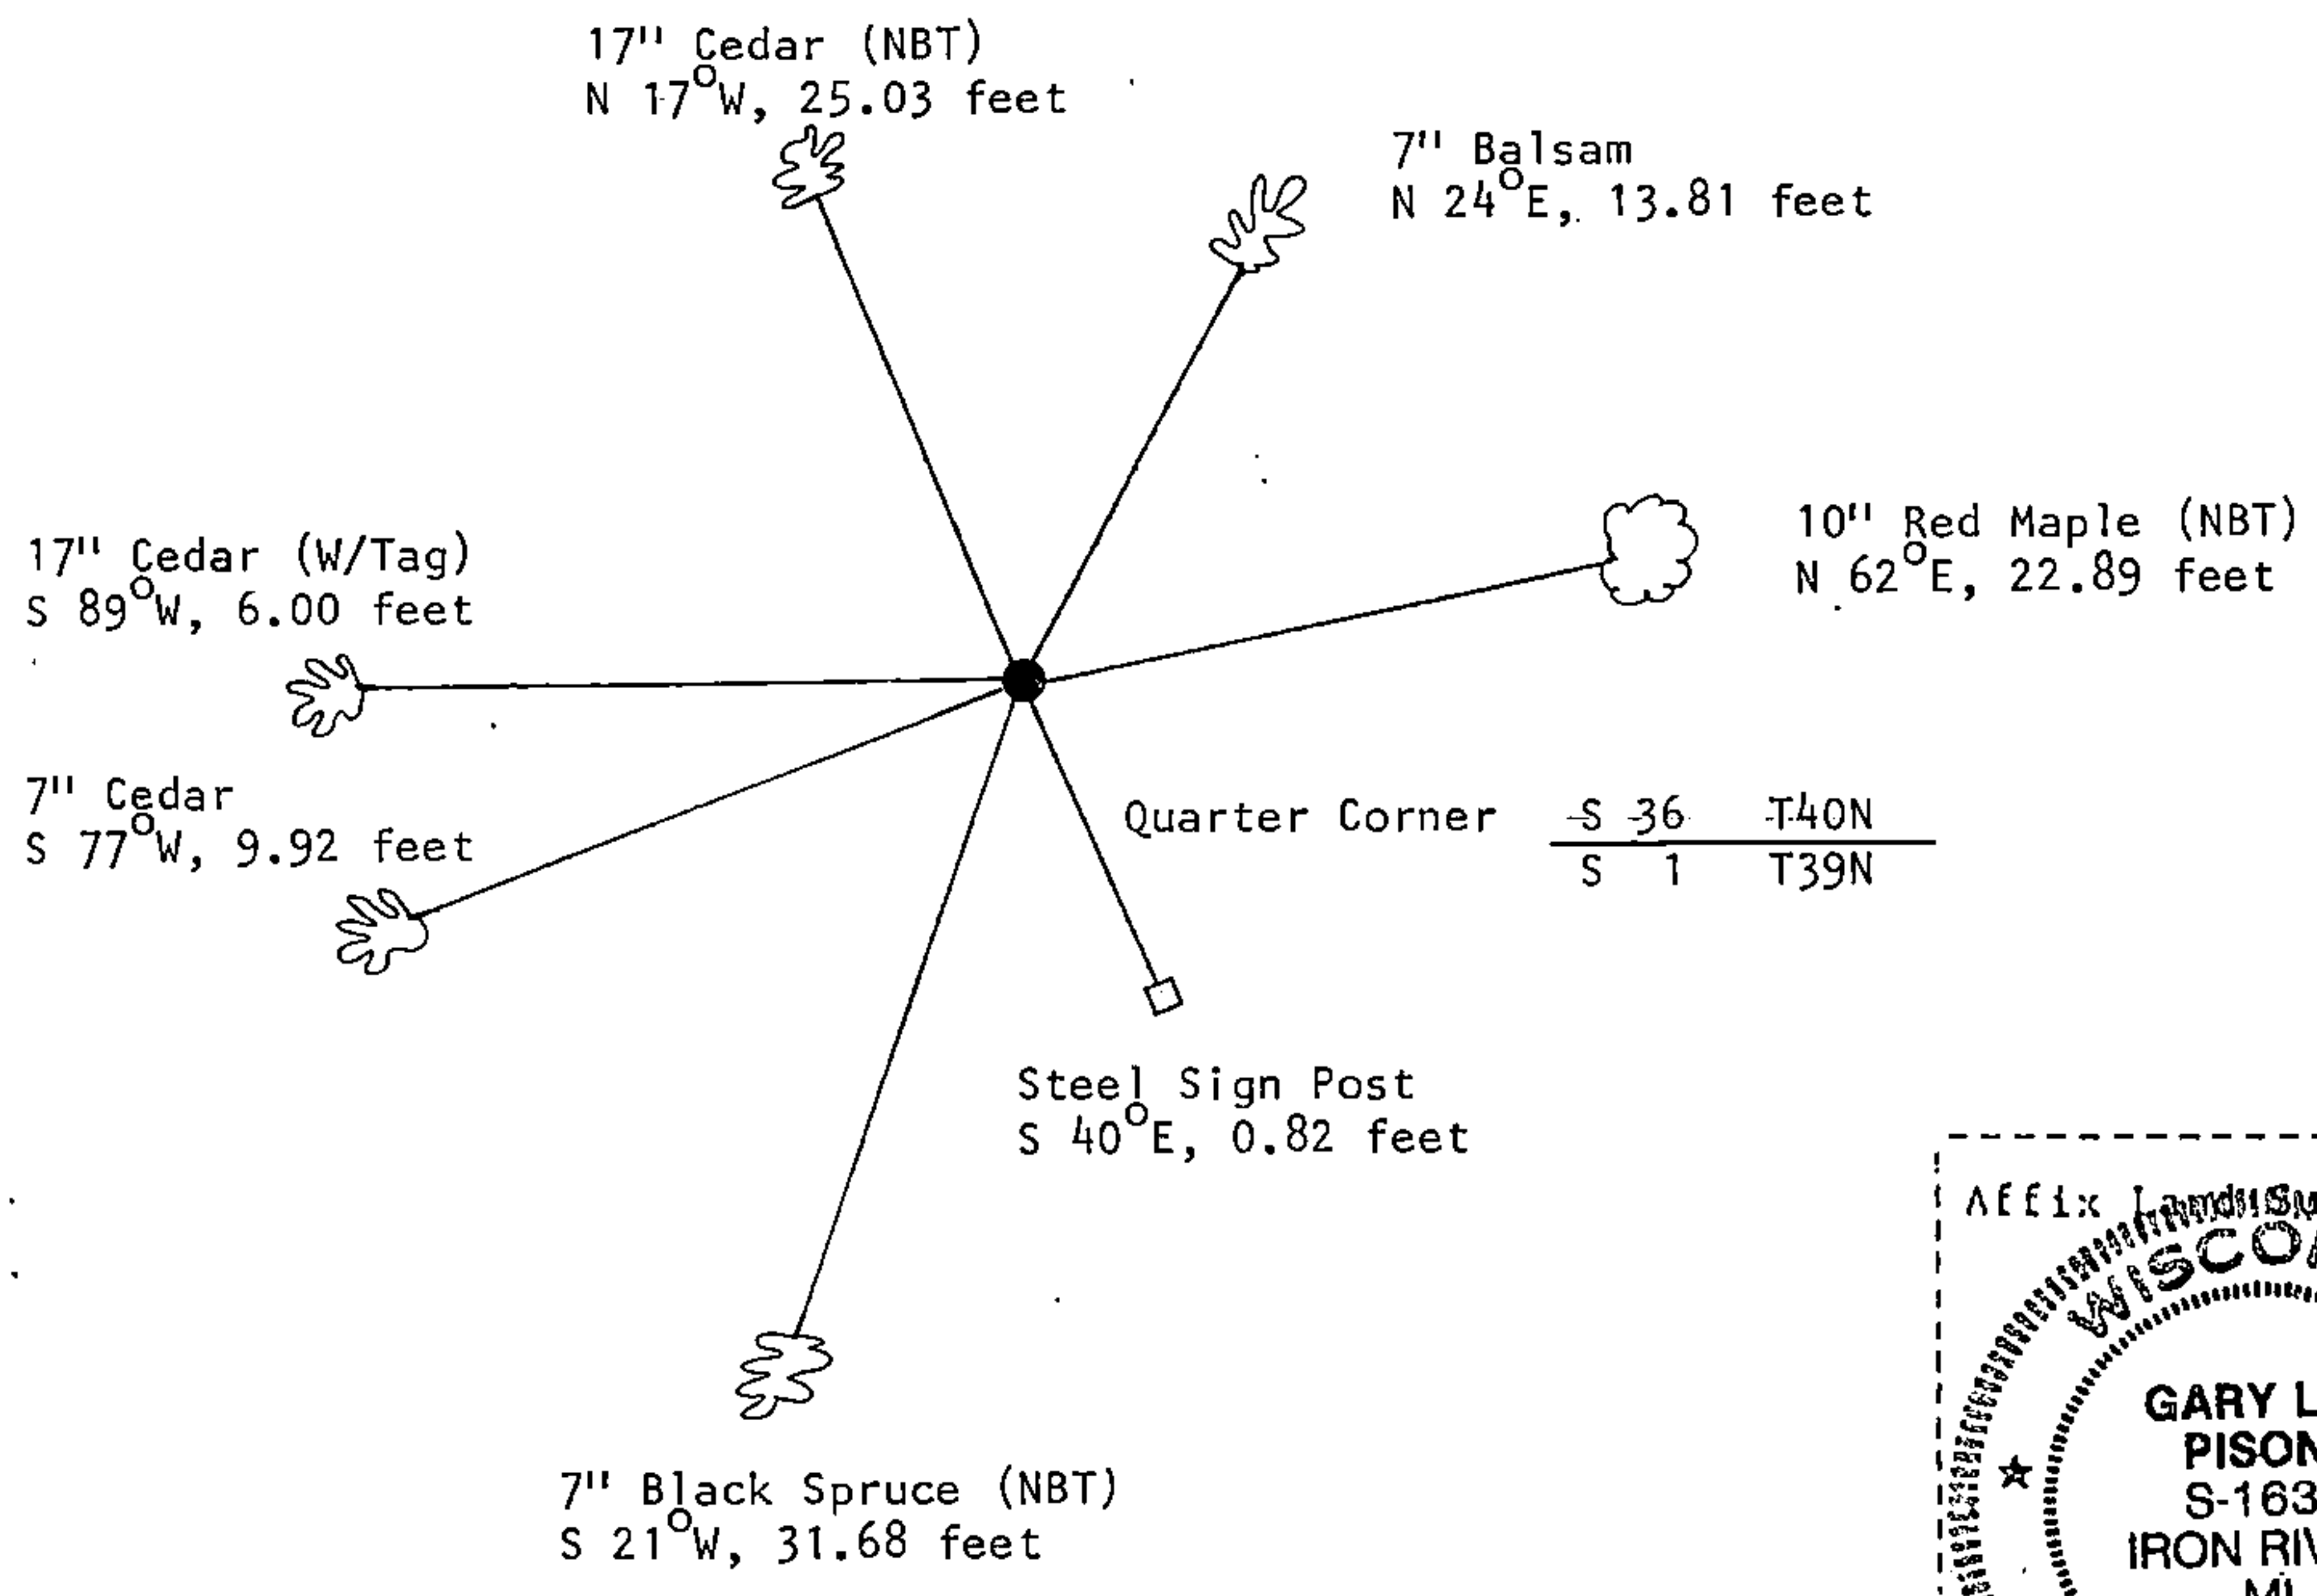 17" Cedar (NBT)
N 17°W, 25.03 feet
7" Balsam
N 24°E, 13.81 feet
10" Red Maple (NBT)
N 62°E, 22.89 feet
17" Cedar (W/Tag)
S 89°W, 6.00 feet
7" Cedar
S 77°W, 9.92 feet
Quarter Corner S 36 T40N
S 1 T39N
Steel Sign Post
S 40°E, 0.82 feet
7" Black Spruce (NBT)
S 21°W, 31.68 feet
Affix Land
GARY L
PISON
S-163
IRON RIV